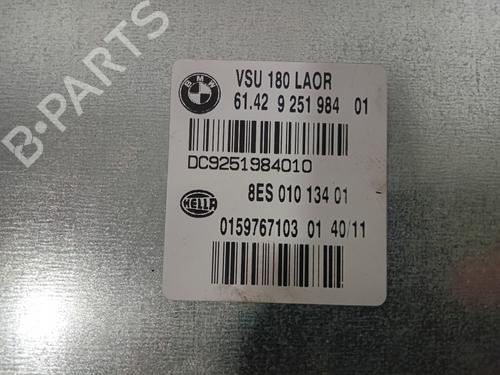 BMW
VSU 180 LAOR
61.42 9 251 984 01
DC9251984010
8ES 010 134 01
HELLA
0159767103 01 40/11
B-PARTS